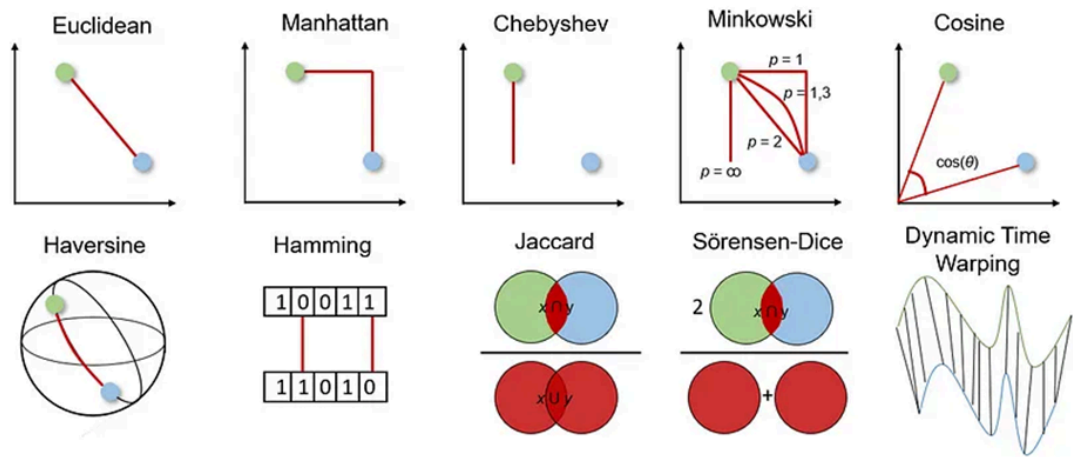 Euclidean
Manhattan
Chebyshev
Minkowski
p = 1
p = 1,3
p = 2
p = ∞
Cosine
cos(θ)
Haversine
Hamming
1 0 0 1 1
1 1 0 1 0
Jaccard
x ∩ y
x ∪ y
Sörensen-Dice
2
x ∩ y
+
Dynamic Time
Warping